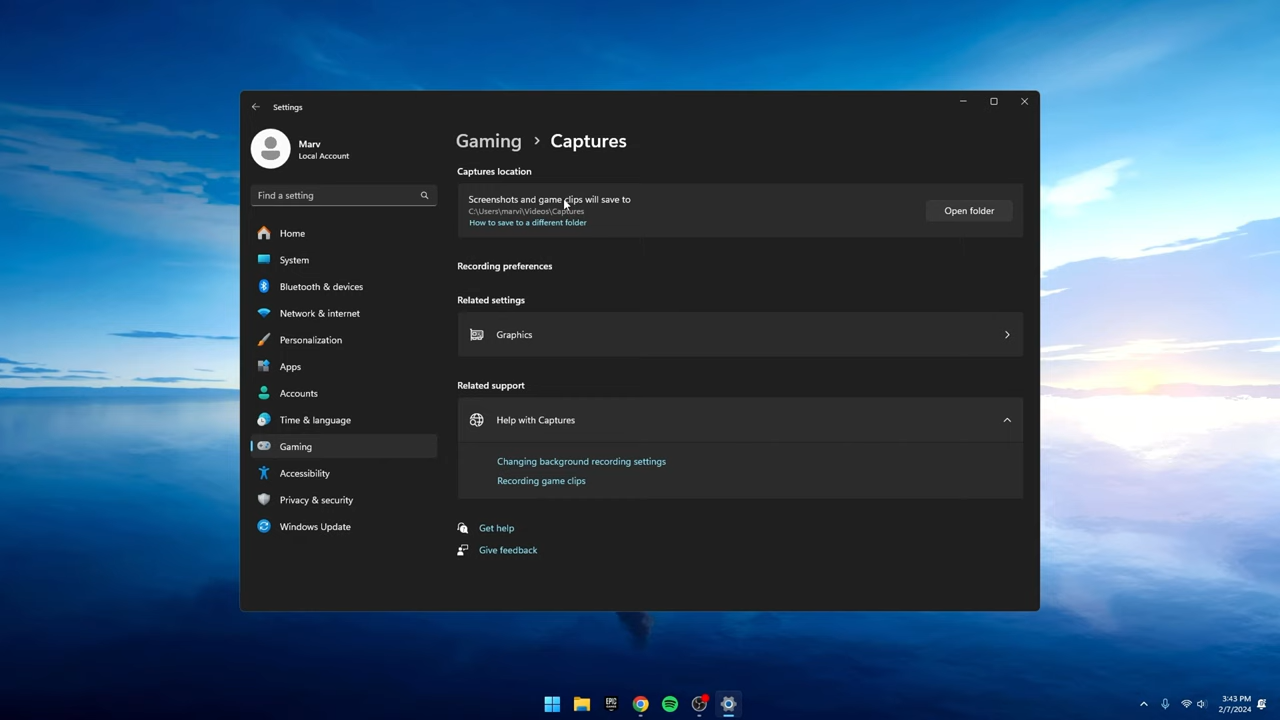 Settings
Marv
Local Account
Find a setting
Home
System
Bluetooth & devices
Network & internet
Personalization
Apps
Accounts
Time & language
Gaming
Accessibility
Privacy & security
Windows Update
Gaming > Captures
Captures location
Screenshots and game clips will save to
C:\Users\marvi\Videos\Captures
How to save to a different folder
Open folder
Recording preferences
Related settings
Graphics
Related support
Help with Captures
Changing background recording settings
Recording game clips
Get help
Give feedback
EPIC
3:43 PM
2/7/2024